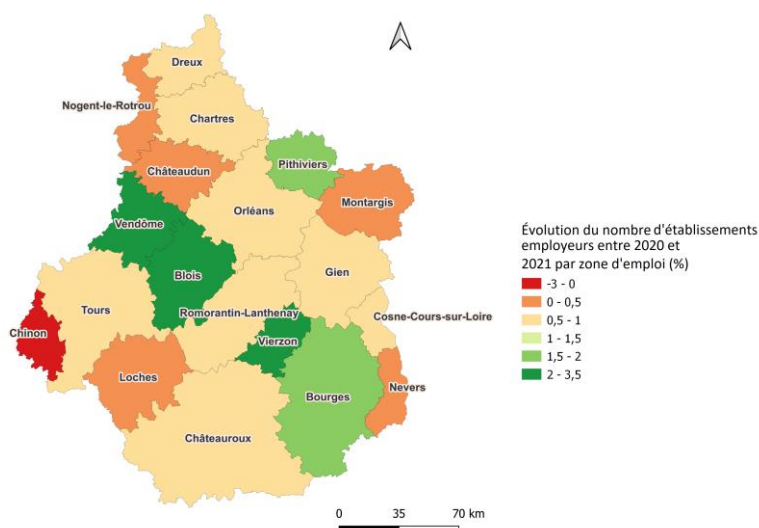 Dreux
Nogent-le-Rotrou
Chartres
Châteaudun
Pithiviers
Montargis
Orléans
Vendôme
Blois
Gien
Tours
Romorantin-Lanthenay
Cosne-Cours-sur-Loire
Chinon
Vierzon
Loches
Nevers
Bourges
Châteauroux
Évolution du nombre d'établissements
employeurs entre 2020 et
2021 par zone d'emploi (%)
-3 - 0
0 - 0,5
0,5 - 1
1 - 1,5
1,5 - 2
2 - 3,5
0 35 70 km